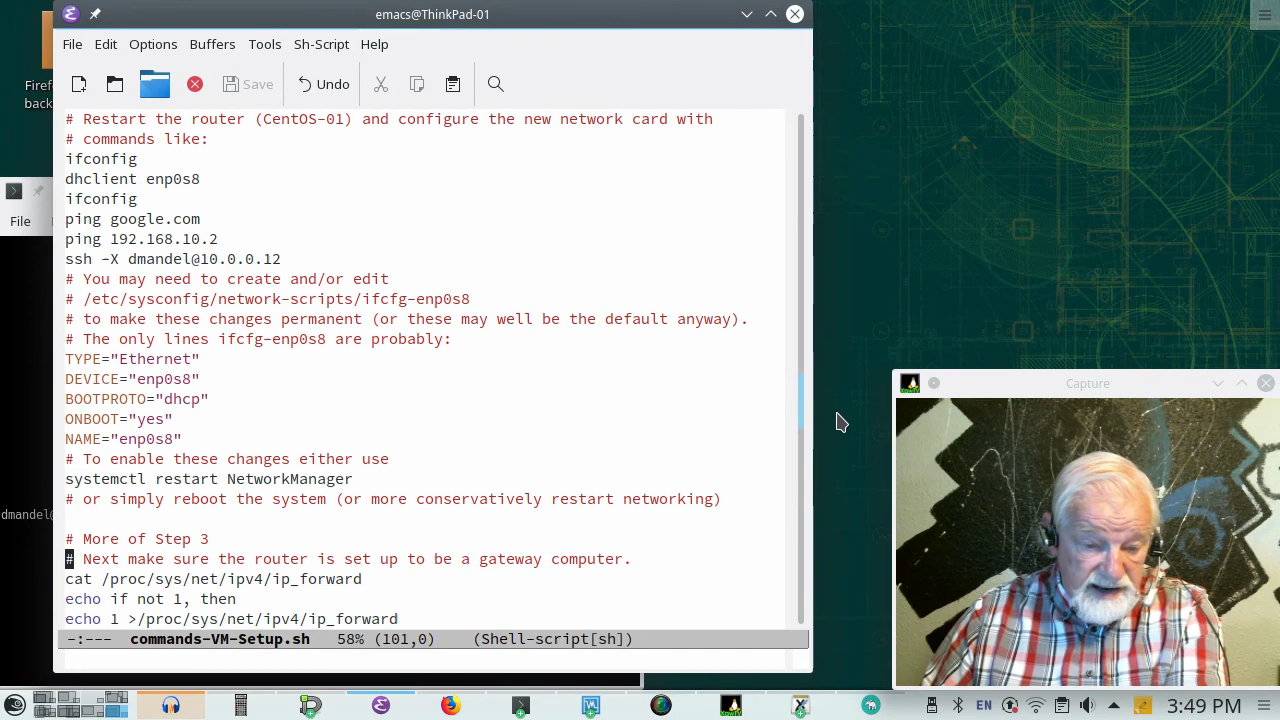 emacs@ThinkPad-01
File Edit Options Buffers Tools Sh-Script Help
Save Undo
Firef
back
File
dmandel@
# Restart the router (CentOS-01) and configure the new network card with
# commands like:
ifconfig
dhclient enp0s8
ifconfig
ping google.com
ping 192.168.10.2
ssh -X dmandel@10.0.0.12
# You may need to create and/or edit
# /etc/sysconfig/network-scripts/ifcfg-enp0s8
# to make these changes permanent (or these may well be the default anyway).
# The only lines ifcfg-enp0s8 are probably:
TYPE="Ethernet"
DEVICE="enp0s8"
BOOTPROTO="dhcp"
ONBOOT="yes"
NAME="enp0s8"
# To enable these changes either use
systemctl restart NetworkManager
# or simply reboot the system (or more conservatively restart networking)
# More of Step 3
# Next make sure the router is set up to be a gateway computer.
cat /proc/sys/net/ipv4/ip_forward
echo if not 1, then
echo 1 >/proc/sys/net/ipv4/ip_forward
-:--- commands-VM-Setup.sh 58% (101,0) (Shell-script[sh])
Capture
EN
3:49 PM